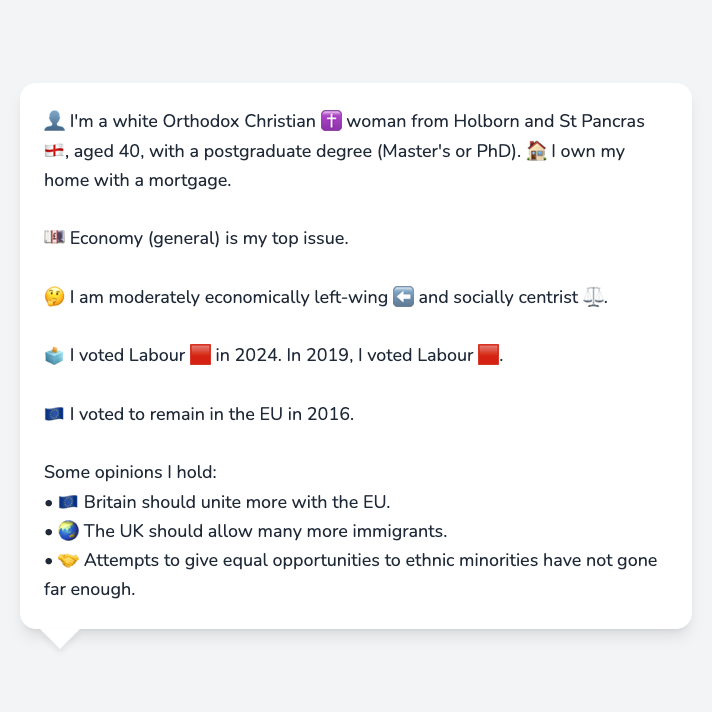 👤 I'm a white Orthodox Christian ✝️ woman from Holborn and St Pancras
🏴󠁧󠁢󠁥󠁮󠁧󠁿, aged 40, with a postgraduate degree (Master's or PhD). 🏠 I own my
home with a mortgage.
💷 Economy (general) is my top issue.
🤔 I am moderately economically left-wing ⬅️ and socially centrist ⚖️.
🗳️ I voted Labour 🟥 in 2024. In 2019, I voted Labour 🟥.
🇪🇺 I voted to remain in the EU in 2016.
Some opinions I hold:
• 🇪🇺 Britain should unite more with the EU.
• 🌏 The UK should allow many more immigrants.
• 🤝 Attempts to give equal opportunities to ethnic minorities have not gone
far enough.